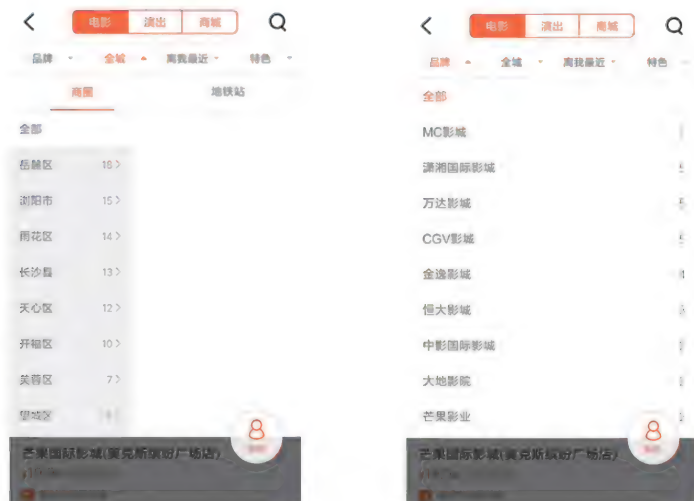 电影 演出 商城
品牌 全城 离我最近 特色
商圈 地铁站
全部
岳麓区 18
浏阳市 15
雨花区 14
长沙县 13
天心区 12
开福区 10
芙蓉区 7
望城区
芒果国际影城(奥克斯缤纷广场店)
电影 演出 商城
品牌 全城 离我最近 特色
全部
MC影城
潇湘国际影城
万达影城
CGV影城
金逸影城
恒大影城
中影国际影城
大地影院
芒果影业
芒果国际影城(奥克斯缤纷广场店)